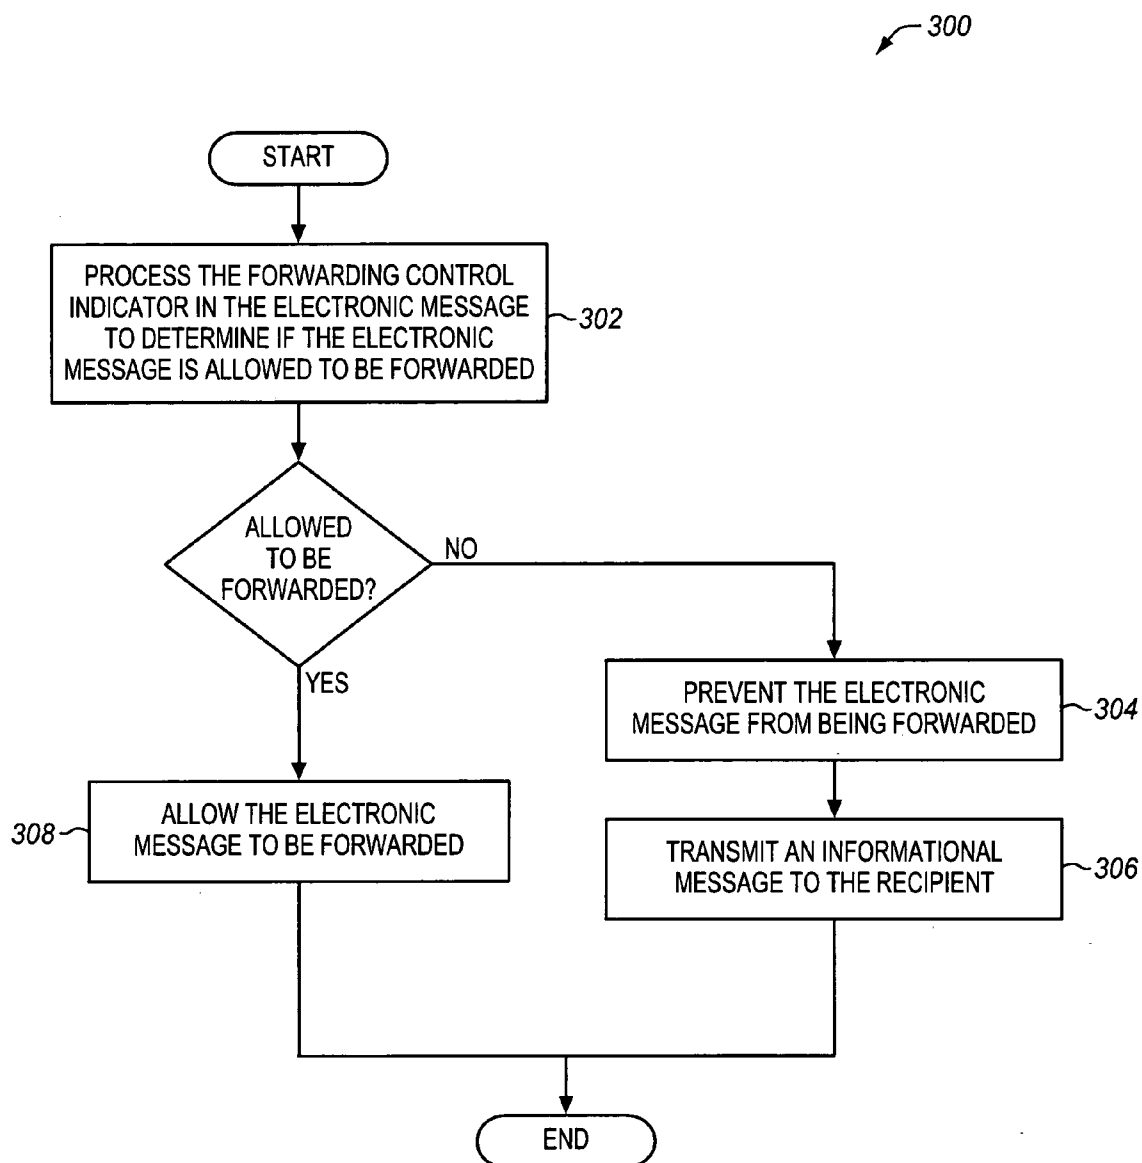 300
START
PROCESS THE FORWARDING CONTROL
INDICATOR IN THE ELECTRONIC MESSAGE
TO DETERMINE IF THE ELECTRONIC
MESSAGE IS ALLOWED TO BE FORWARDED
302
ALLOWED
TO BE
FORWARDED?
NO
YES
PREVENT THE ELECTRONIC
MESSAGE FROM BEING FORWARDED
304
308
ALLOW THE ELECTRONIC
MESSAGE TO BE FORWARDED
TRANSMIT AN INFORMATIONAL
MESSAGE TO THE RECIPIENT
306
END